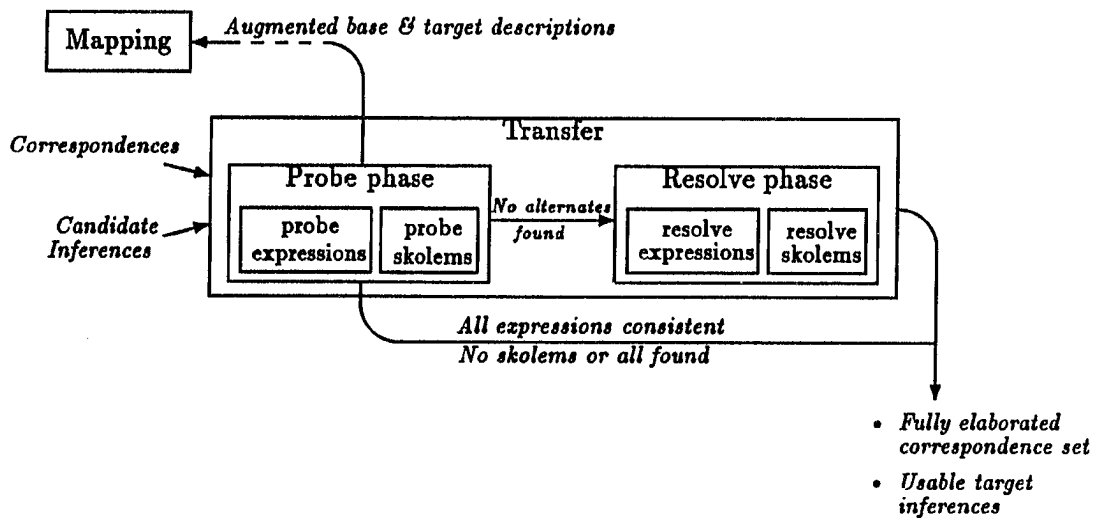 Augmented base & target descriptions
Mapping
Transfer
Correspondences
Candidate
Inferences
Probe phase
probe
expressions
probe
skolems
No alternates
found
Resolve phase
resolve
expressions
resolve
skolems
All expressions consistent
No skolems or all found
• Fully elaborated
correspondence set
• Usable target
inferences